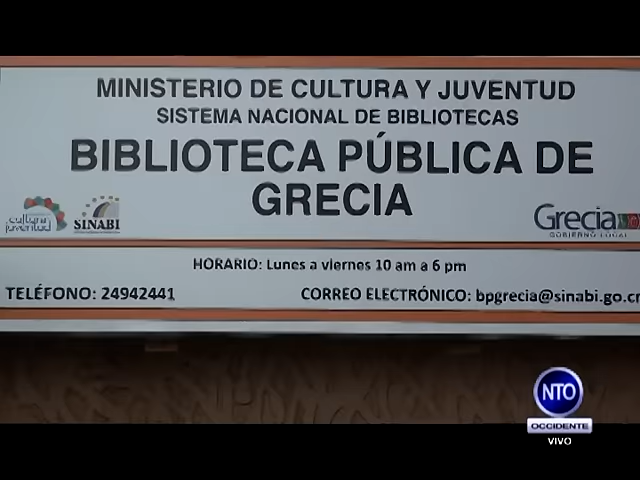 MINISTERIO DE CULTURA Y JUVENTUD
SISTEMA NACIONAL DE BIBLIOTECAS
BIBLIOTECA PÚBLICA DE
GRECIA
cultura
juventud
SINABI
Grecia
GOBIERNO LOCAL
HORARIO: Lunes a viernes 10 am a 6 pm
TELÉFONO: 24942441
CORREO ELECTRÓNICO: bpgrecia@sinabi.go.cr
NTO
OCCIDENTE
VIVO